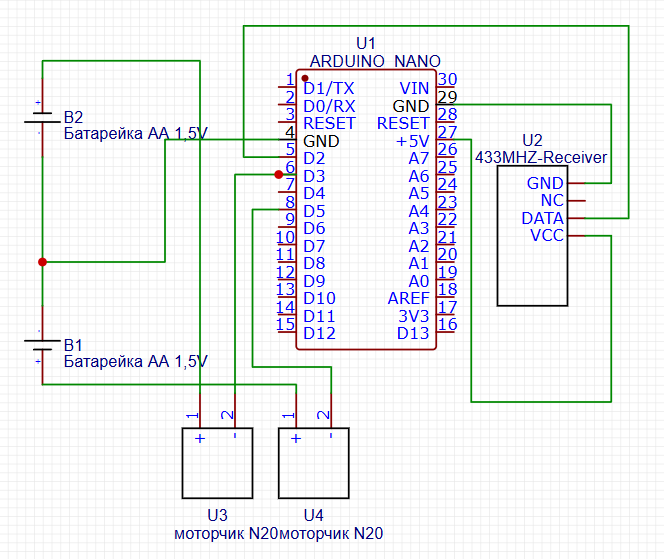 U1
ARDUINO_NANO
1 D1/TX VIN 30
2 D0/RX GND 29
3 RESET RESET 28
4 GND +5V 27
5 D2 A7 26
6 D3 A6 25
7 D4 A5 24
8 D5 A4 23
9 D6 A3 22
10 D7 A2 21
11 D8 A1 20
12 D9 A0 19
13 D10 AREF 18
14 D11 3V3 17
15 D12 D13 16
+
B2
Батарейка АА 1,5V
-
U2
433MHZ-Receiver
GND
NC
DATA
VCC
-
B1
Батарейка АА 1,5V
+
1 2 1 2
+ - + -
U3 U4
моторчик N20 моторчик N20